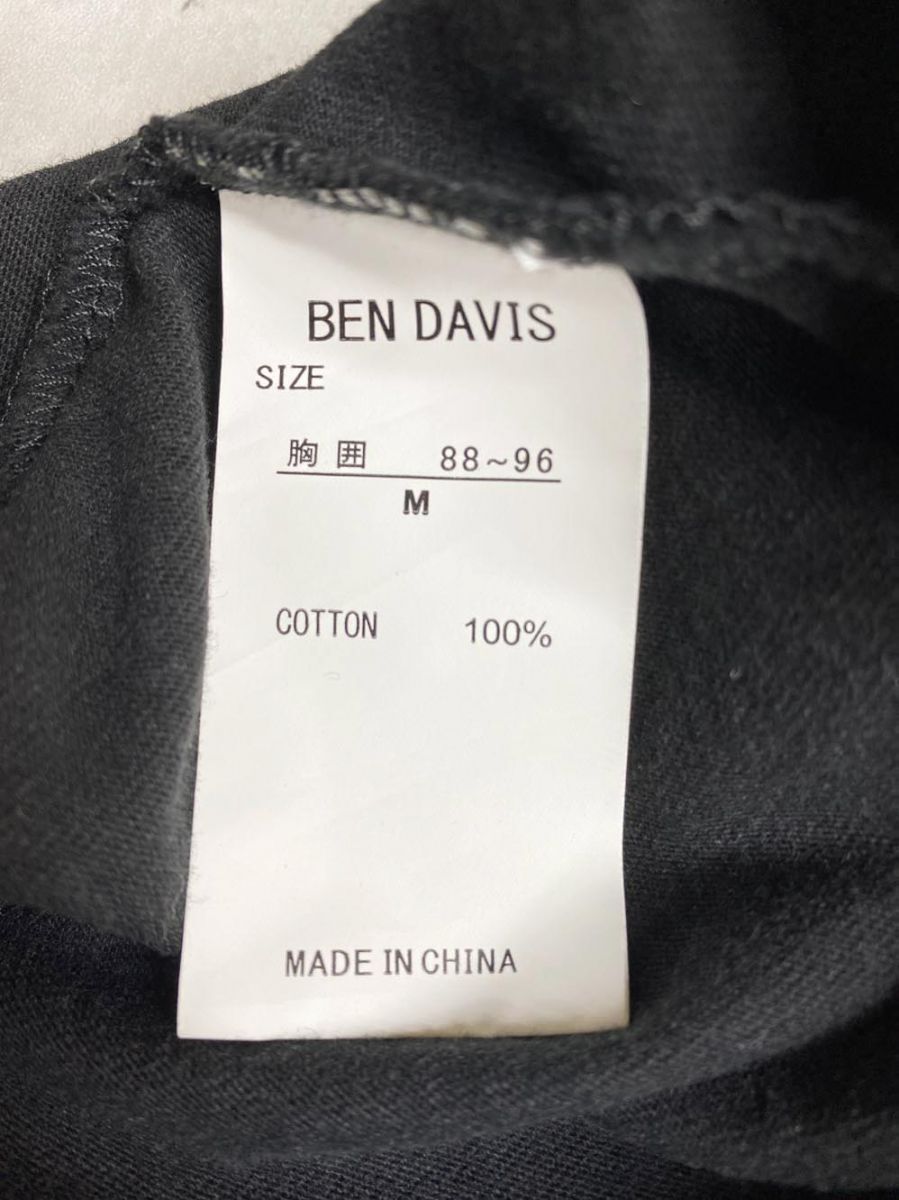 BEN DAVIS
SIZE
胸囲 88~96
M
COTTON 100%
MADE IN CHINA